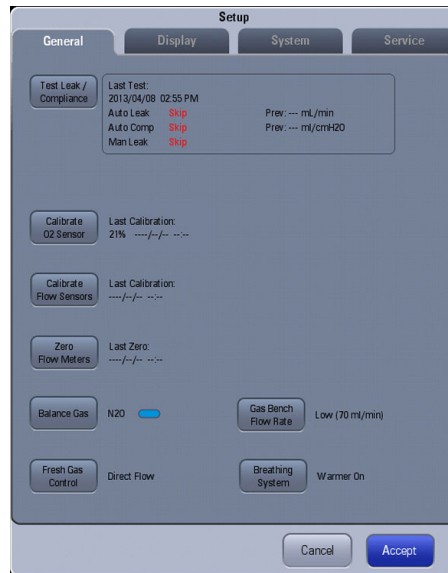 Setup
General Display System Service
Test Leak / Compliance
Last Test:
2013/04/08 02:55 PM
Auto Leak Skip Prev: --- mL/min
Auto Comp Skip Prev: --- mL/cmH2O
Man Leak Skip
Calibrate O2 Sensor
Last Calibration:
21% ----/--/-- --:--
Calibrate Flow Sensors
Last Calibration:
----/--/-- --:--
Zero Flow Meters
Last Zero:
----/--/-- --:--
Balance Gas N2O
Gas Bench Flow Rate
Low (70 ml/min)
Fresh Gas Control
Direct Flow
Breathing System
Warmer On
Cancel Accept